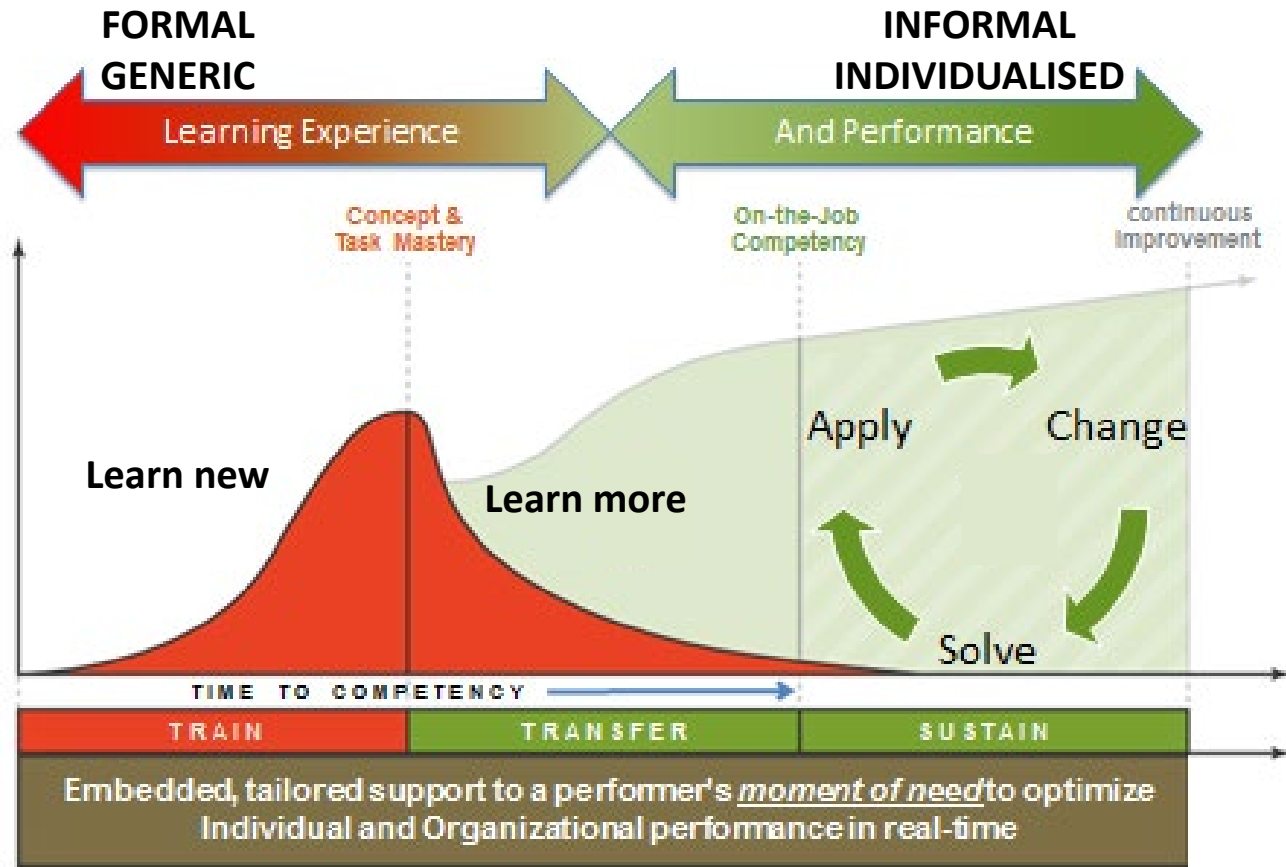 FORMAL
GENERIC
INFORMAL
INDIVIDUALISED
Learning Experience
And Performance
Concept &
Task Mastery
On-the-Job
Competency
continuous
Improvement
Learn new
Learn more
Apply
Change
Solve
TIME TO COMPETENCY
TRAIN
TRANSFER
SUSTAIN
Embedded, tailored support to a performer's moment of need to optimize
Individual and Organizational performance in real-time